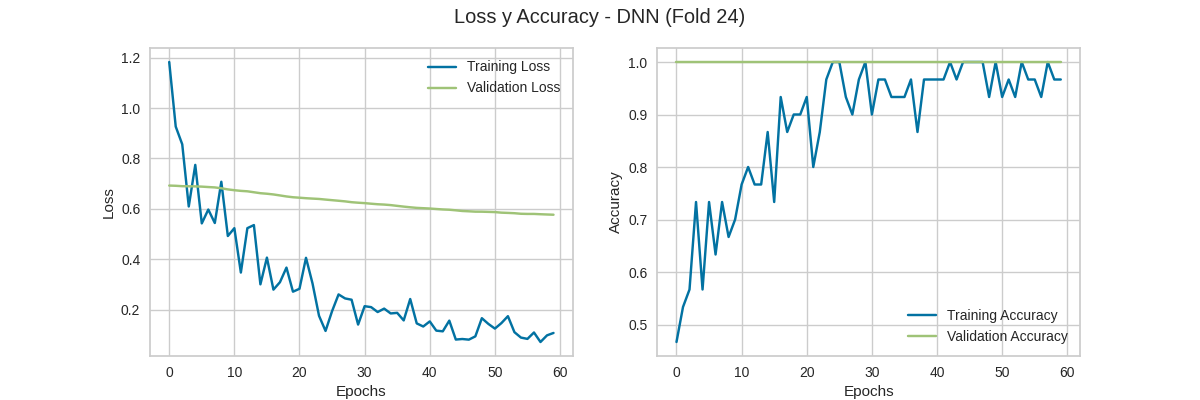 Loss y Accuracy - DNN (Fold 24)
Training Loss
Validation Loss
1.2
1.0
0.8
0.6
0.4
0.2
Loss
0 10 20 30 40 50 60
Epochs
1.0
0.9
0.8
0.7
0.6
0.5
Accuracy
Training Accuracy
Validation Accuracy
0 10 20 30 40 50 60
Epochs